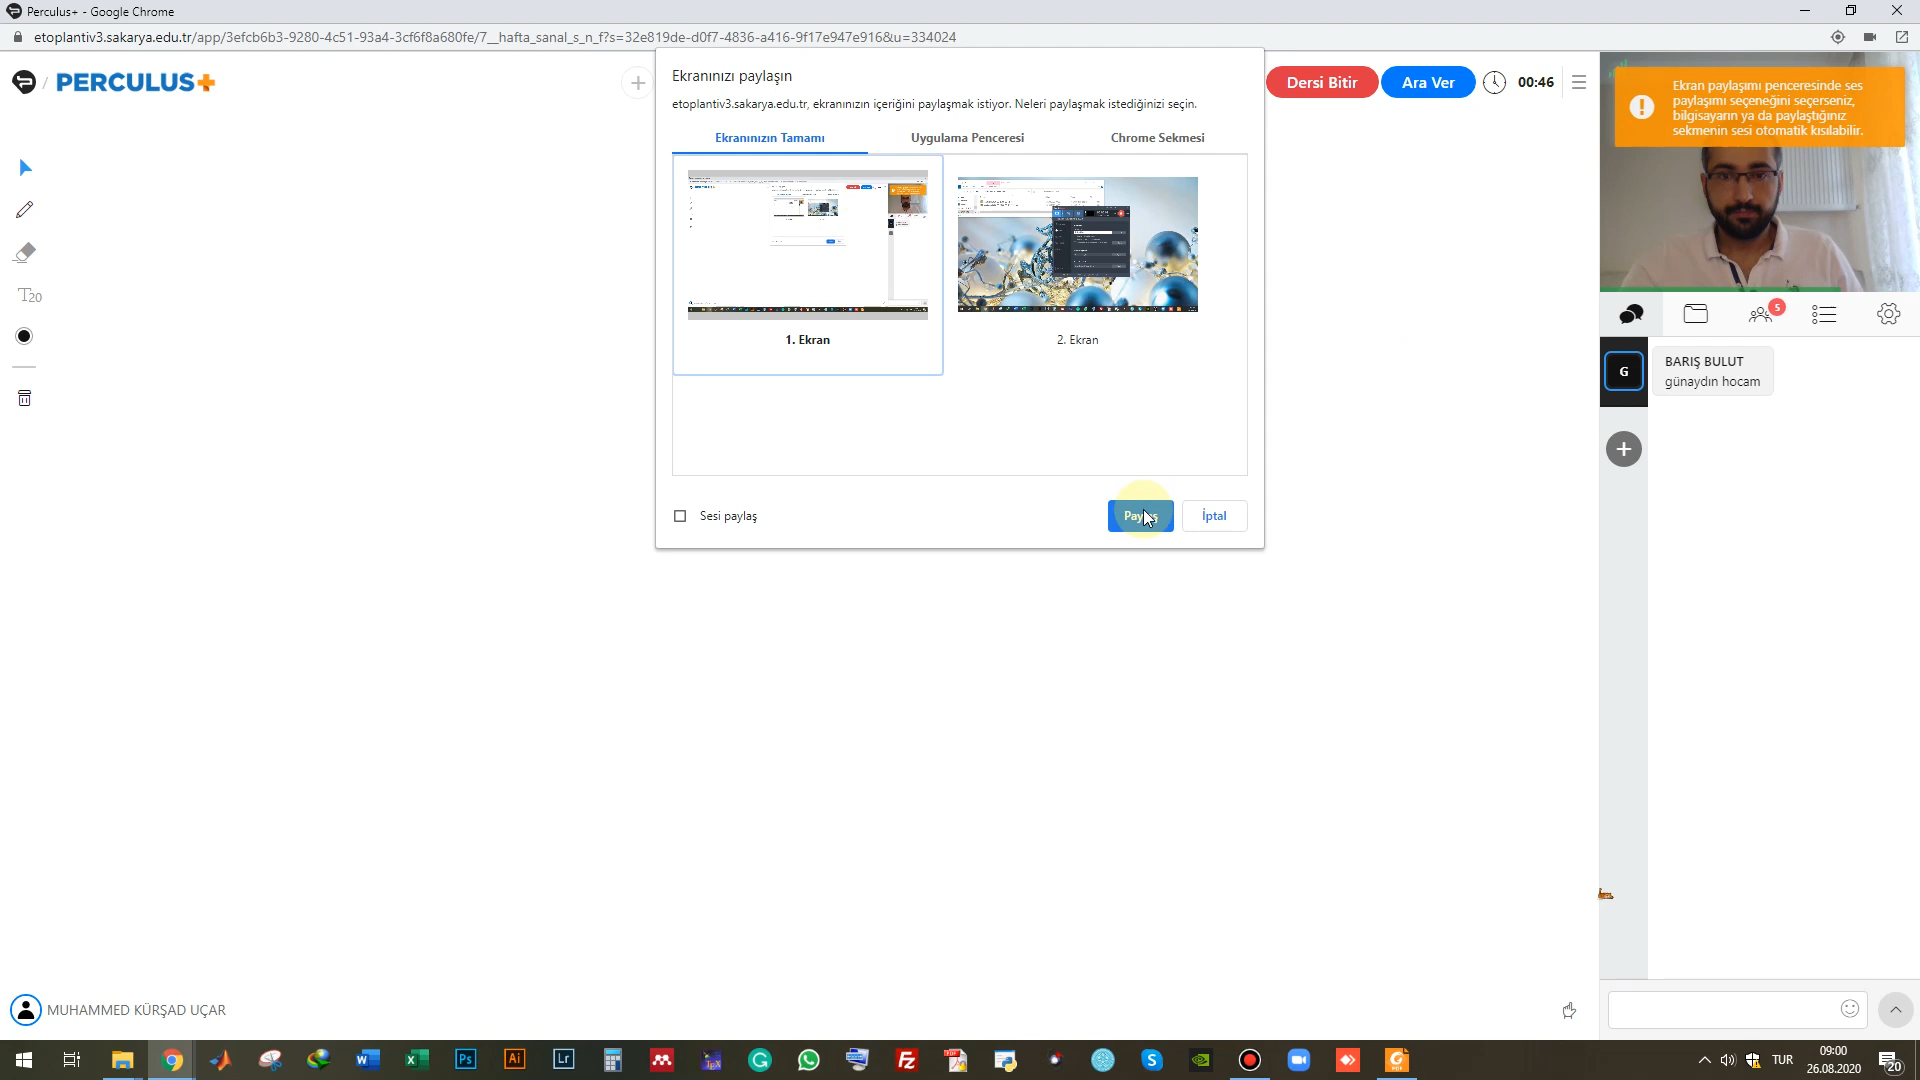 Perculus+ - Google Chrome
etoplantiv3.sakarya.edu.tr/app/3efcb6b3-9280-4c51-93a4-3cf6f8a680fe/7__hafta_sanal_s_n_f?s=32e819de-d0f7-4836-a416-9f17e947e916&u=334024
/ PERCULUS+
Ekranınızı paylaşın
etoplantiv3.sakarya.edu.tr, ekranınızın içeriğini paylaşmak istiyor. Neleri paylaşmak istediğinizi seçin.
Ekranınızın Tamamı
Uygulama Penceresi
Chrome Sekmesi
1. Ekran
2. Ekran
Sesi paylaş
İptal
Dersi Bitir
Ara Ver
00:46
Ekran paylaşımı penceresinde ses
paylaşımı seçeneğini seçerseniz,
bilgisayarın ya da paylaştığınız
sekmenin sesi otomatik kısılabilir.
T20
5
G
BARIŞ BULUT
günaydın hocam
MUHAMMED KÜRŞAD UÇAR
Ps
Ai
Lr
TUR
09:00
26.08.2020
20